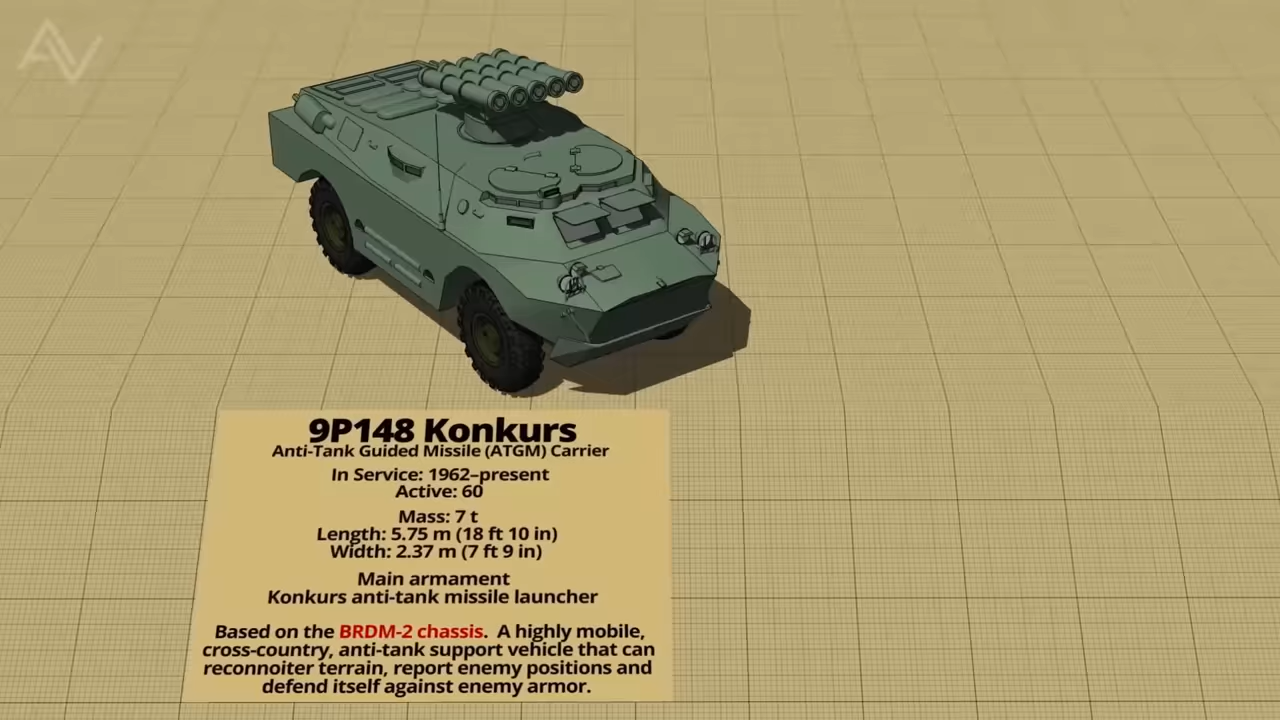 AV
9P148 Konkurs
Anti-Tank Guided Missile (ATGM) Carrier
In Service: 1962–present
Active: 60
Mass: 7 t
Length: 5.75 m (18 ft 10 in)
Width: 2.37 m (7 ft 9 in)
Main armament
Konkurs anti-tank missile launcher
Based on the BRDM-2 chassis.  A highly mobile,
cross-country, anti-tank support vehicle that can
reconnoiter terrain, report enemy positions and
defend itself against enemy armor.